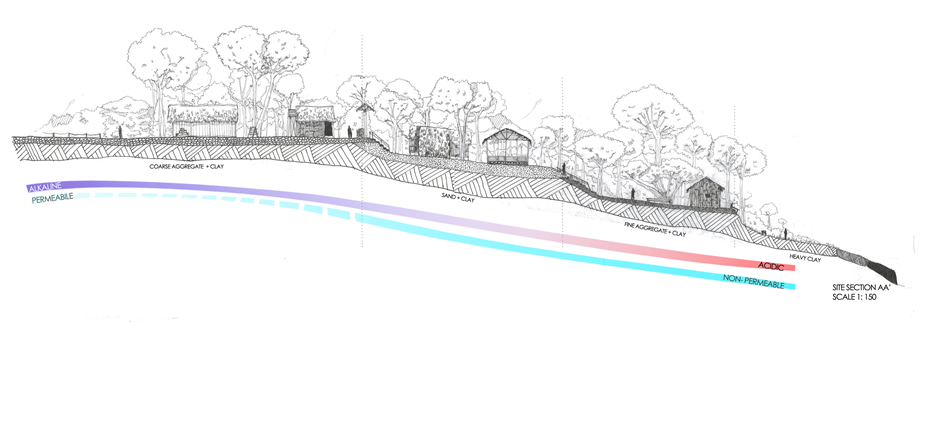 COARSE AGGREGATE + CLAY
ALKALINE
PERMEABILE
SAND + CLAY
FINE AGGREGATE + CLAY
HEAVY CLAY
ACIDIC
NON- PERMEABLE
SITE SECTION AA'
SCALE 1: 150